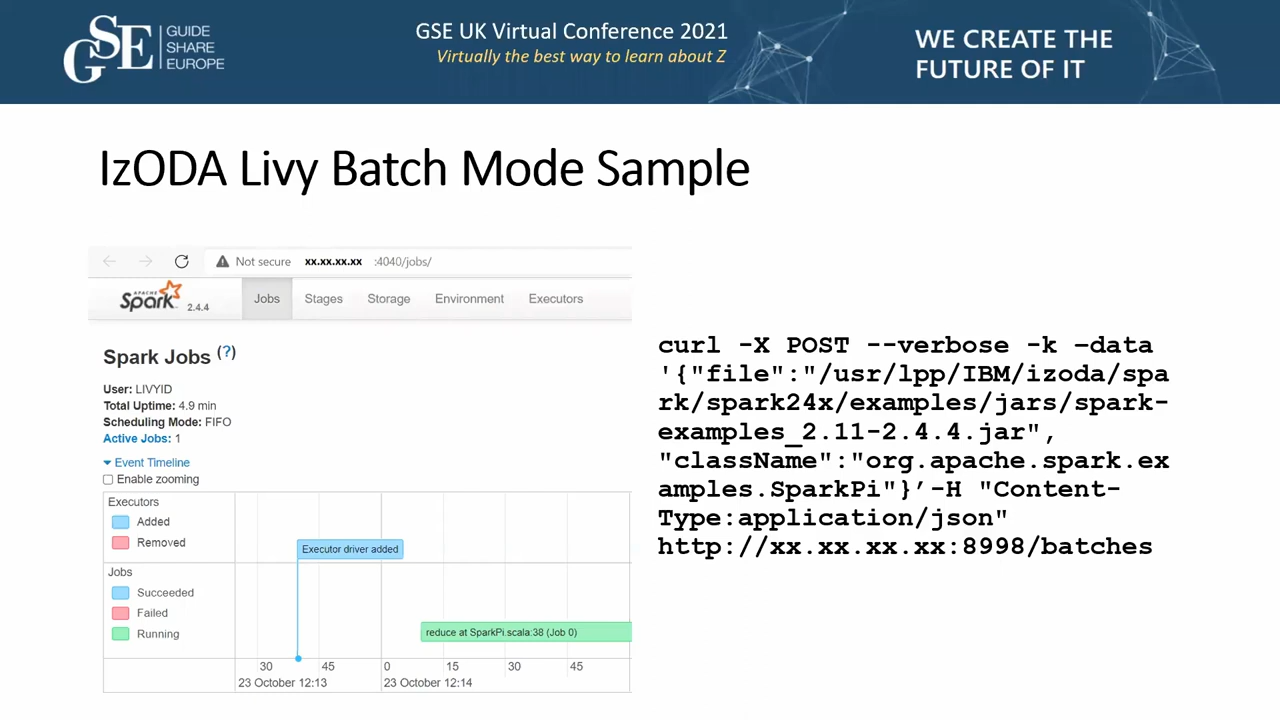 GSE
GUIDE
SHARE
EUROPE
GSE UK Virtual Conference 2021
Virtually the best way to learn about Z
WE CREATE THE
FUTURE OF IT
IzODA Livy Batch Mode Sample
Not secure xx.xx.xx.xx :4040/jobs/
APACHE
Spark 2.4.4
Jobs Stages Storage Environment Executors
Spark Jobs (?)
User: LIVYID
Total Uptime: 4.9 min
Scheduling Mode: FIFO
Active Jobs: 1
Event Timeline
Enable zooming
Executors
Added
Removed
Executor driver added
Jobs
Succeeded
Failed
Running
reduce at SparkPi.scala:38 (Job 0)
30 45 0 15 30 45
23 October 12:13 23 October 12:14
curl -X POST --verbose -k –data
'{"file":"/usr/lpp/IBM/izoda/spa
rk/spark24x/examples/jars/spark-
examples_2.11-2.4.4.jar",
"className":"org.apache.spark.ex
amples.SparkPi"}’-H "Content-
Type:application/json"
http://xx.xx.xx.xx:8998/batches